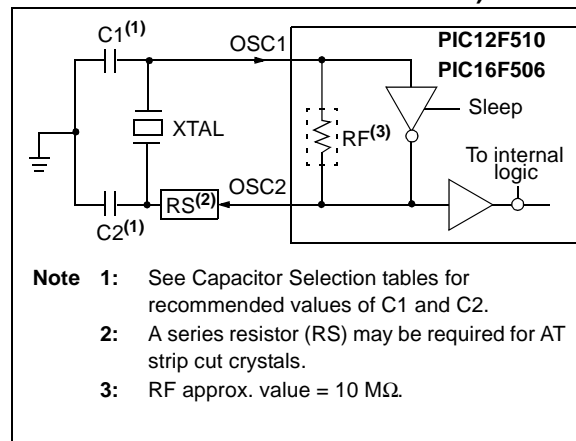 C1(1)
OSC1
PIC12F510
PIC16F506
Sleep
XTAL
RF(3)
To internal
logic
OSC2
RS(2)
C2(1)
Note 1: See Capacitor Selection tables for
recommended values of C1 and C2.
2: A series resistor (RS) may be required for AT
strip cut crystals.
3: RF approx. value = 10 MΩ.